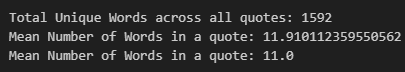 Total Unique Words across all quotes: 1592
Mean Number of Words in a quote: 11.910112359550562
Mean Number of Words in a quote: 11.0